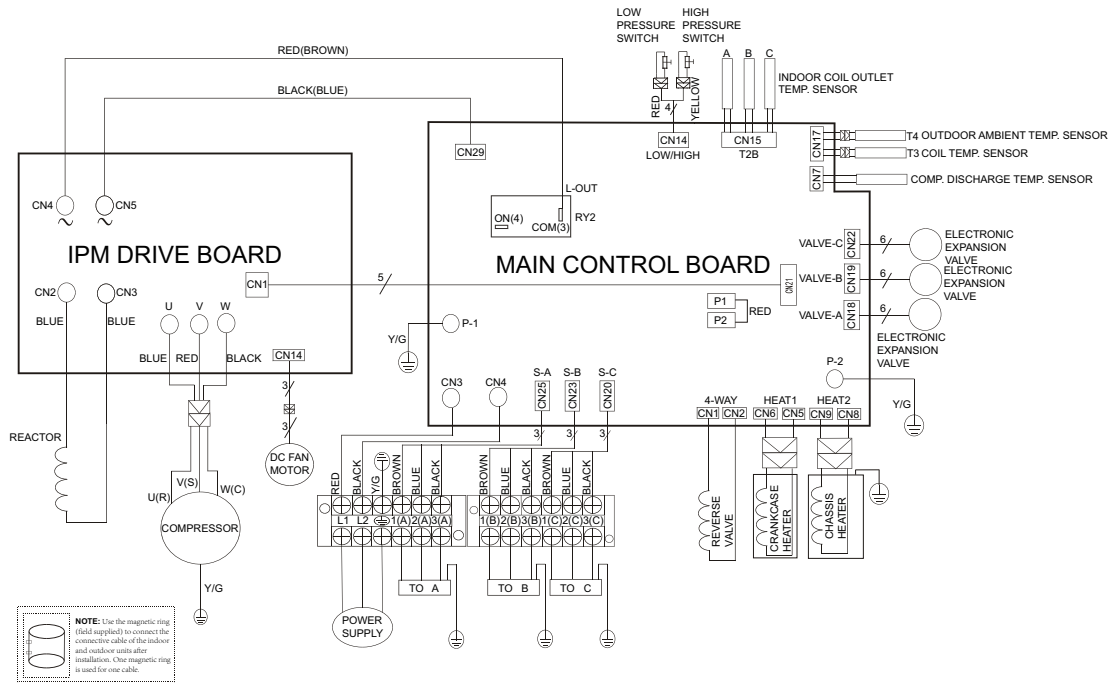 LOW
PRESSURE
SWITCH
HIGH
PRESSURE
SWITCH
A B C
INDOOR COIL OUTLET
TEMP. SENSOR
RED(BROWN)
BLACK(BLUE)
RED
4
YELLOW
CN29
CN14
LOW/HIGH
CN15
T2B
CN17
T4 OUTDOOR AMBIENT TEMP. SENSOR
T3 COIL TEMP. SENSOR
CN7
COMP. DISCHARGE TEMP. SENSOR
CN4
CN5
L-OUT
ON(4)
COM(3)
RY2
IPM DRIVE BOARD
MAIN CONTROL BOARD
VALVE-C
CN22
6
ELECTRONIC
EXPANSION
VALVE
VALVE-B
CN19
6
ELECTRONIC
EXPANSION
VALVE
VALVE-A
CN18
6
ELECTRONIC
EXPANSION
VALVE
CN1
5
CN21
P1
P2
RED
CN2
CN3
BLUE
BLUE
U V W
BLUE
RED
BLACK
CN14
3
3
DC FAN
MOTOR
P-1
Y/G
P-2
Y/G
CN3
CN4
S-A
S-B
S-C
CN25
CN23
CN20
3
3
3
4-WAY
HEAT1
HEAT2
CN1
CN2
CN6
CN5
CN9
CN8
REACTOR
V(S)
U(R)
W(C)
COMPRESSOR
Y/G
RED
BLACK
Y/G
BROWN
BLUE
BLACK
BROWN
BLUE
BLACK
BROWN
BLUE
BLACK
L1
L2
1(A)
2(A)
3(A)
1(B)
2(B)
3(B)
1(C)
2(C)
3(C)
TO A
TO B
TO C
POWER
SUPPLY
REVERSE
VALVE
CRANKCASE
HEATER
CHASSIS
HEATER
NOTE: Use the magnetic ring
(field supplied) to connect the
connective cable of the indoor
and outdoor units after
installation. One magnetic ring
is used for one cable.